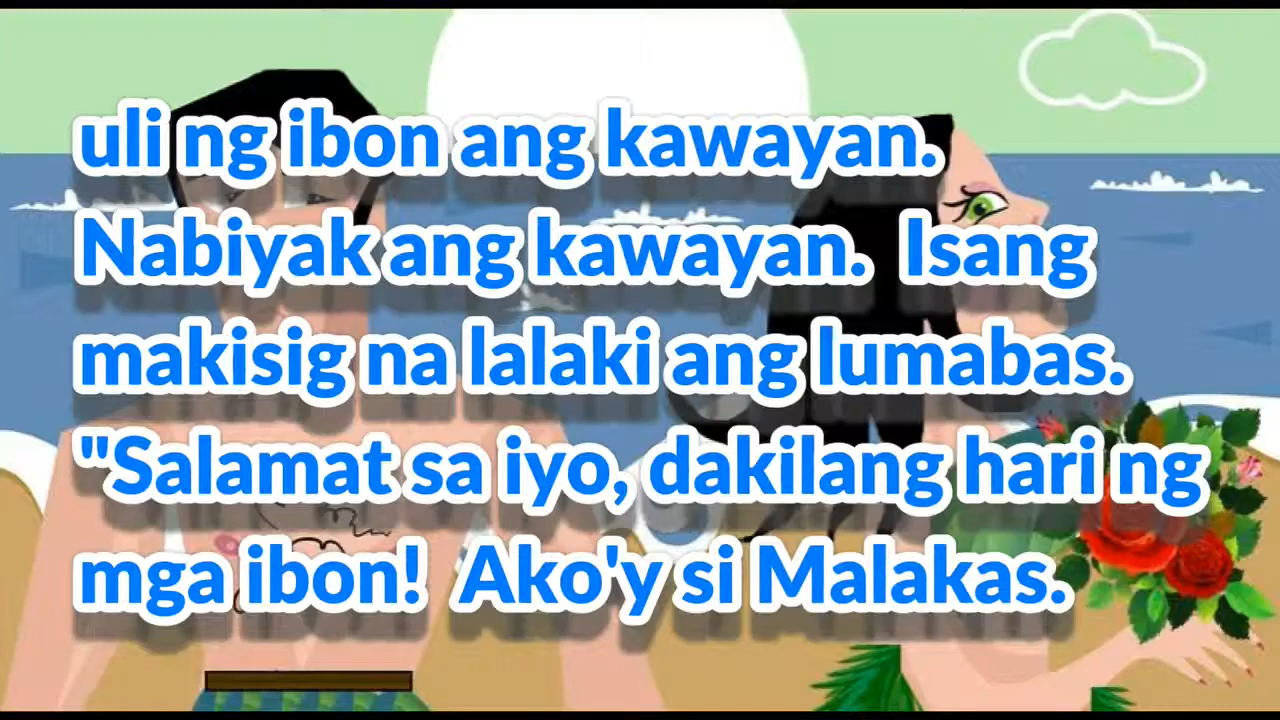 uli ng ibon ang kawayan.
Nabiyak ang kawayan.  Isang
makisig na lalaki ang lumabas.
"Salamat sa iyo, dakilang hari ng
mga ibon!  Ako'y si Malakas.